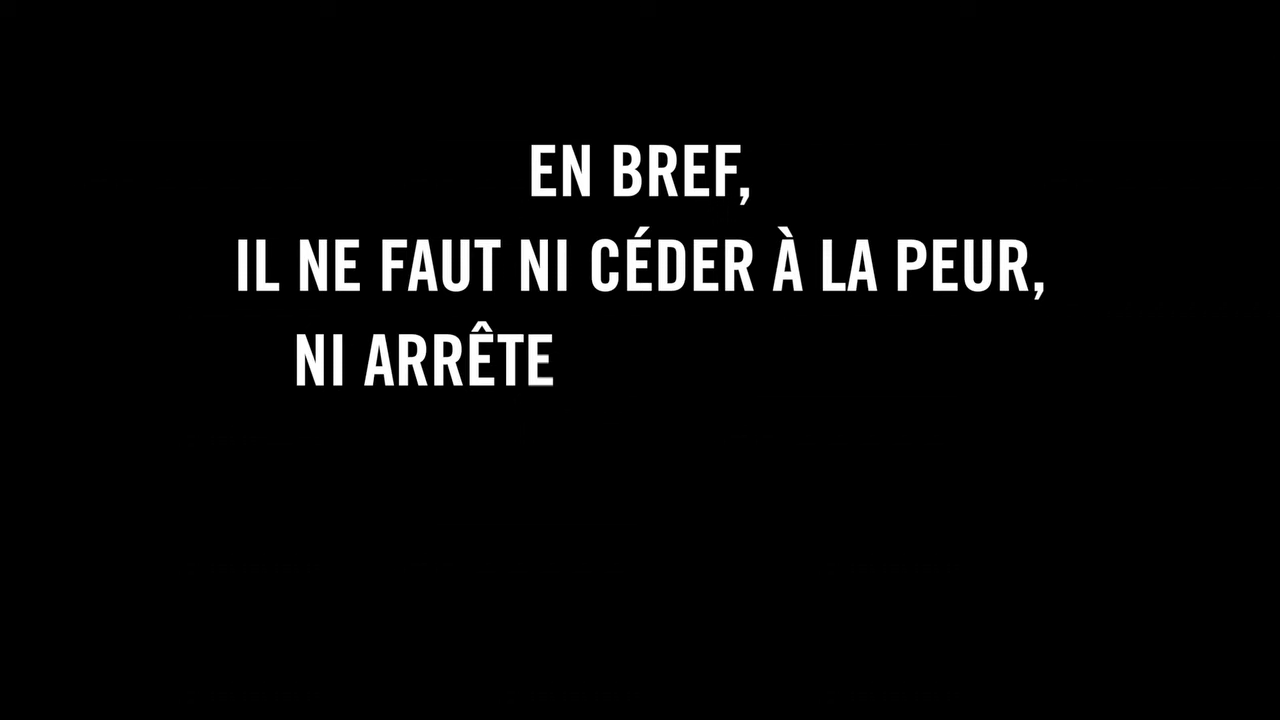 EN BREF,
IL NE FAUT NI CÉDER À LA PEUR,
NI ARRÊTE